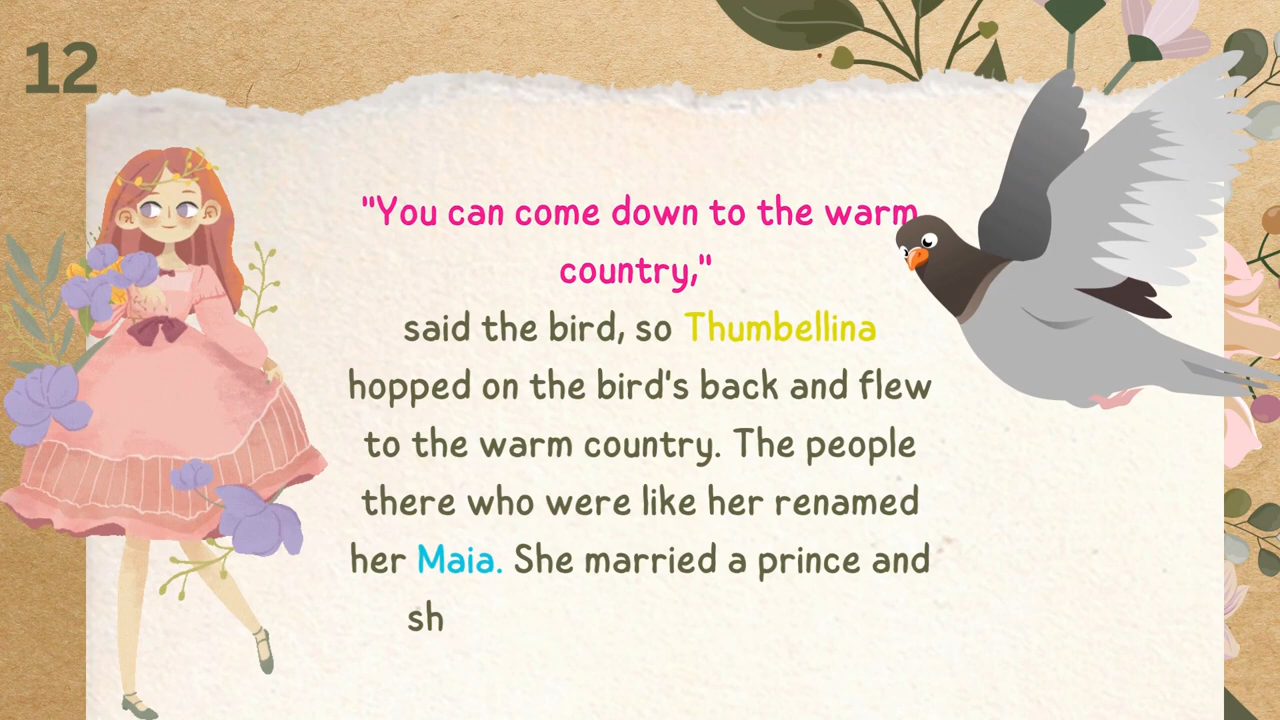 12
"You can come down to the warm
country,"
said the bird, so Thumbellina
hopped on the bird's back and flew
to the warm country. The people
there who were like her renamed
her Maia. She married a prince and
sh